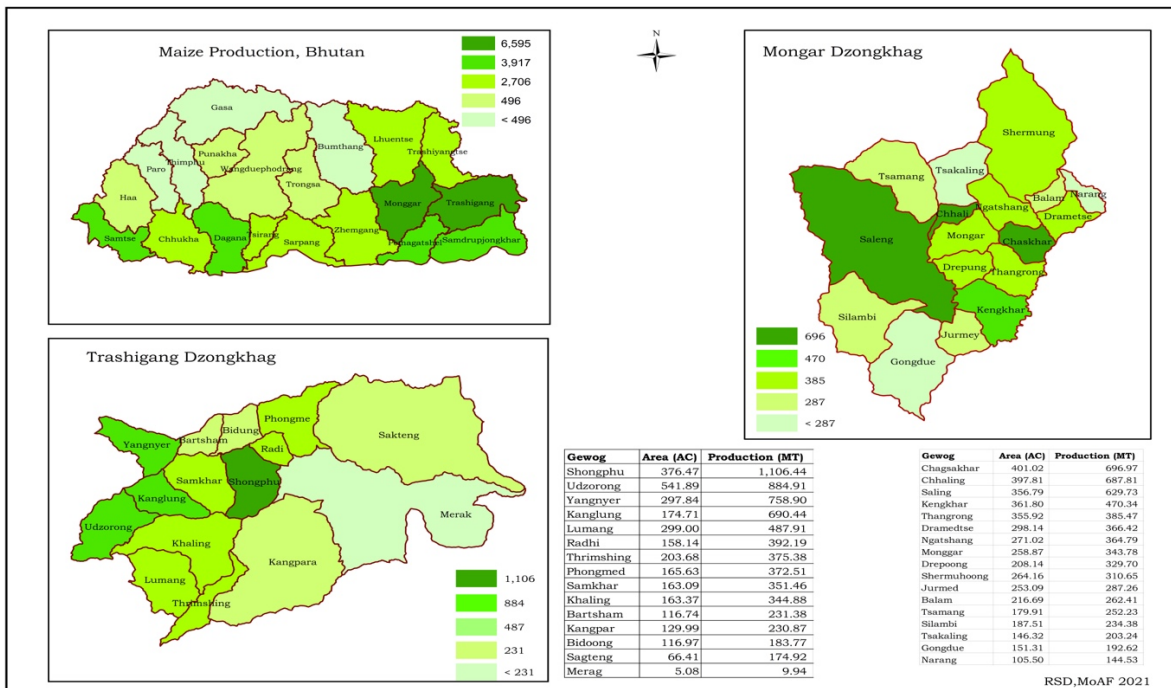 Maize Production, Bhutan
6,595
3,917
2,706
496
< 496
Gasa
Bumthang
Lhuentse
Trashiyangtse
Punakha
Thimphu
Paro
Wangduephodrang
Haa
Trongsa
Monggar
Trashigang
Samtse
Chhukha
Dagana
Tsirang
Sarpang
Zhemgang
Samdrupjongkhar
N
Mongar Dzongkhag
Shermung
Tsakaling
Tsamang
Narang
Balam
Ngatshang
Chhali
Drametse
Saleng
Mongar
Chaskhar
Drepung
Thangrong
Kengkhar
Silambi
Jurmey
Gongdue
696
470
385
287
< 287
Trashigang Dzongkhag
Phongme
Bidung
Bartsham
Sakteng
Yangnyer
Radi
Samkhar
Shongphu
Kanglung
Merak
Udzorong
Khaling
Kangpara
Lumang
Thrimshing
1,106
884
487
231
< 231
Gewog Area (AC) Production (MT)
Shongphu 376.47 1,106.44
Udzorong 541.89 884.91
Yangnyer 297.84 758.90
Kanglung 174.71 690.44
Lumang 299.00 487.91
Radhi 158.14 392.19
Thrimshing 203.68 375.38
Phongmed 165.63 372.51
Samkhar 163.09 351.46
Khaling 163.37 344.88
Bartsham 116.74 231.38
Kangpar 129.99 230.87
Bidoong 116.97 183.77
Sagteng 66.41 174.92
Merag 5.08 9.94
Gewog Area (AC) Production (MT)
Chagsakhar 401.02 696.97
Chhaling 397.81 687.81
Saling 356.79 629.73
Kengkhar 361.80 470.34
Thangrong 355.92 385.47
Dramedtse 298.14 366.42
Ngatshang 271.02 364.79
Monggar 258.87 343.78
Drepoong 208.14 329.70
Shermuhoong 264.16 310.65
Jurmed 253.09 287.26
Balam 216.69 262.41
Tsamang 179.91 252.23
Silambi 187.51 234.38
Tsakaling 146.32 203.24
Gongdue 151.31 192.62
Narang 105.50 144.53
RSD,MoAF 2021